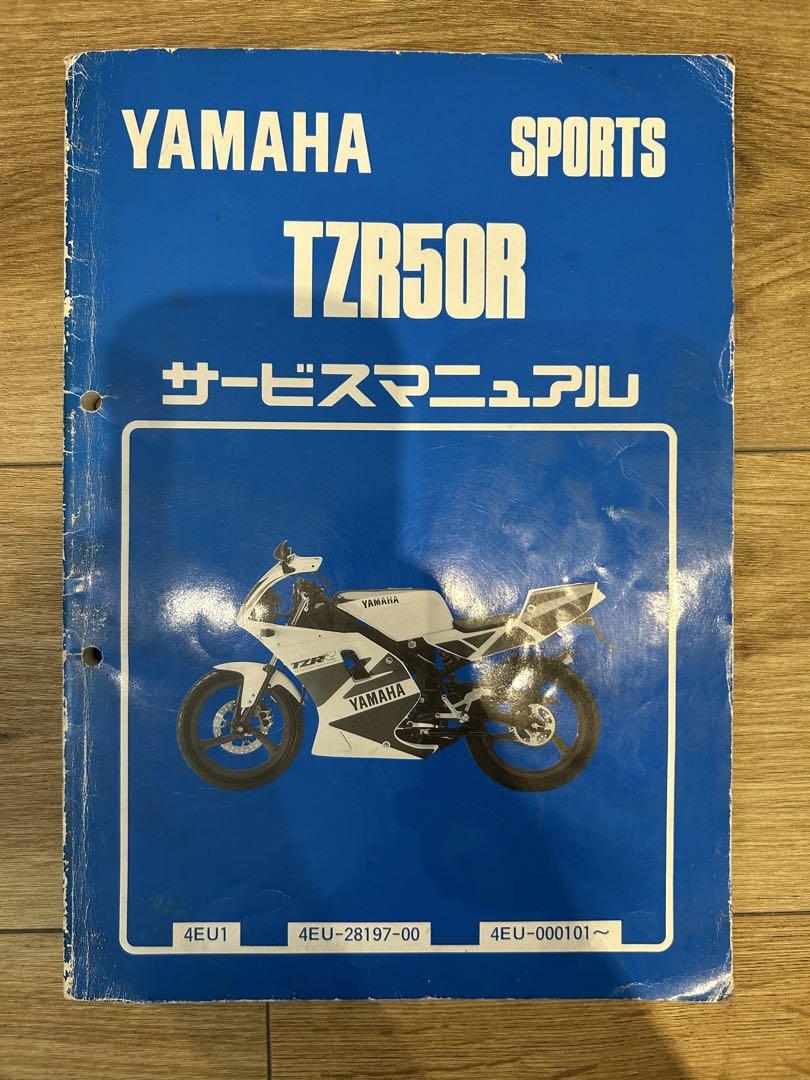 YAMAHA SPORTS
TZR50R
サービスマニュアル
YAMAHA
TZR R
YAMAHA
4EU1 4EU-28197-00 4EU-000101～